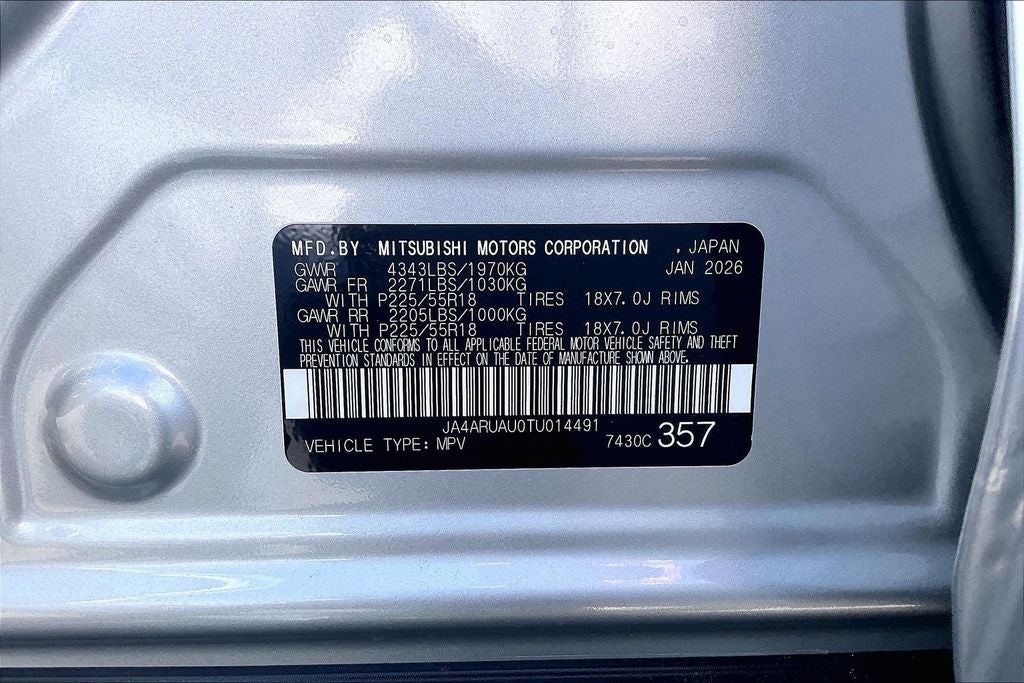 MFD.BY MITSUBISHI MOTORS CORPORATION . JAPAN
GVWR 4343LBS/1970KG JAN 2026
GAWR FR 2271LBS/1030KG
WITH P225/55R18 TIRES 18X7.0J RIMS
GAWR RR 2205LBS/1000KG
WITH P225/55R18 TIRES 18X7.0J RIMS
THIS VEHICLE CONFORMS TO ALL APPLICABLE FEDERAL MOTOR VEHICLE SAFETY AND THEFT
PREVENTION STANDARDS IN EFFECT ON THE DATE OF MANUFACTURE SHOWN ABOVE.
JA4ARUAU0TU014491
VEHICLE TYPE: MPV 7430C 357